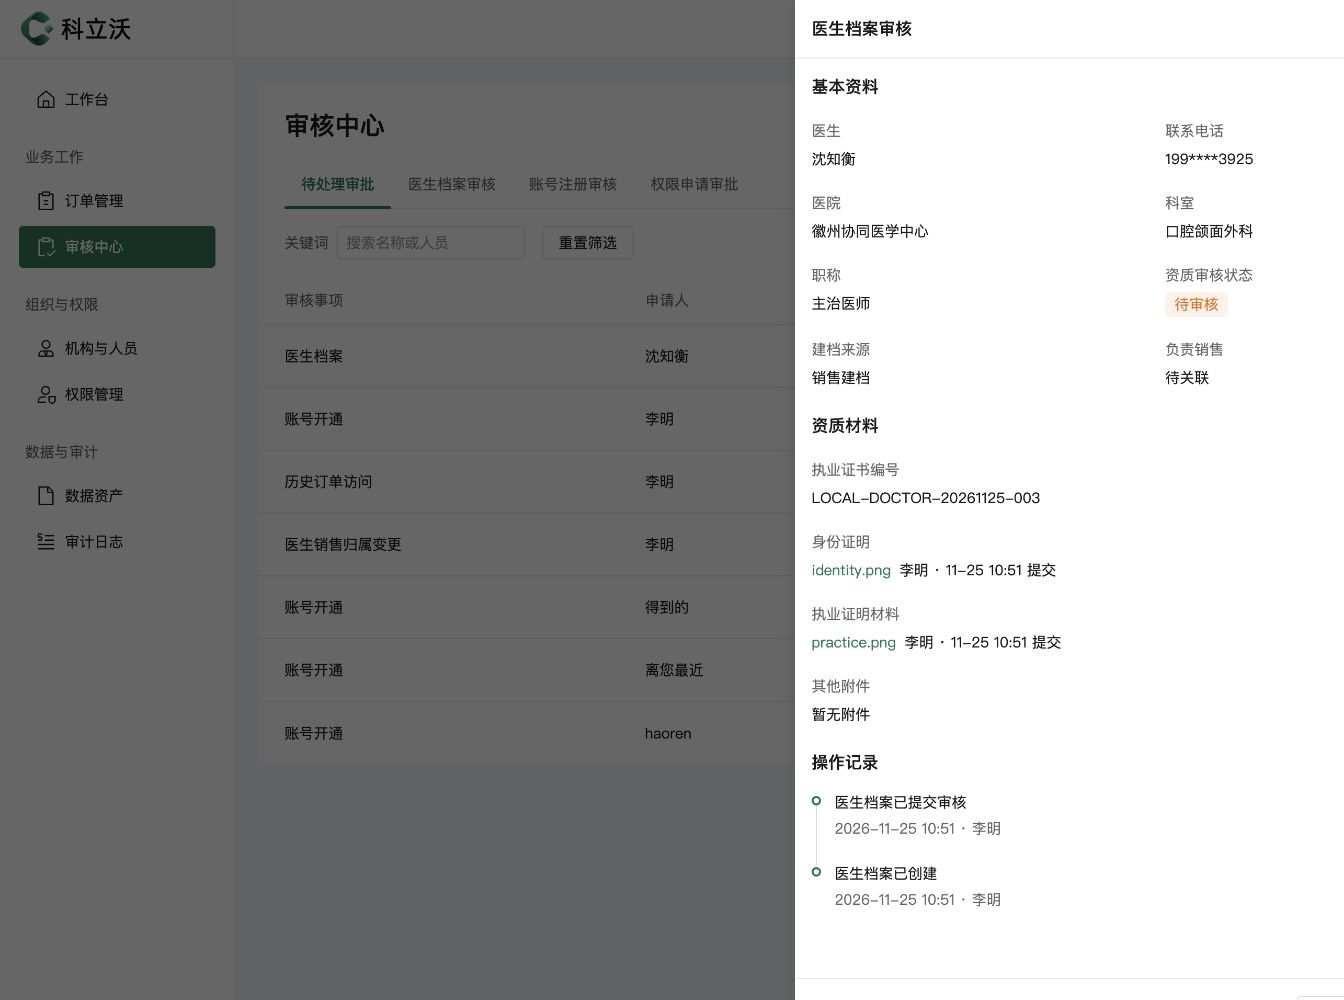 科立沃
工作台
业务工作
订单管理
审核中心
组织与权限
机构与人员
权限管理
数据与审计
数据资产
审计日志
审核中心
待处理审批 医生档案审核 账号注册审核 权限申请审批
关键词 搜索名称或人员 重置筛选
审核事项 申请人
医生档案 沈知衡
账号开通 李明
历史订单访问 李明
医生销售归属变更 李明
账号开通 得到的
账号开通 离您最近
账号开通 haoren
医生档案审核
基本资料
医生 联系电话
沈知衡 199****3925
医院 科室
徽州协同医学中心 口腔颌面外科
职称 资质审核状态
主治医师 待审核
建档来源 负责销售
销售建档 待关联
资质材料
执业证书编号
LOCAL-DOCTOR-20261125-003
身份证明
identity.png 李明 · 11-25 10:51 提交
执业证明材料
practice.png 李明 · 11-25 10:51 提交
其他附件
暂无附件
操作记录
医生档案已提交审核
2026-11-25 10:51 · 李明
医生档案已创建
2026-11-25 10:51 · 李明